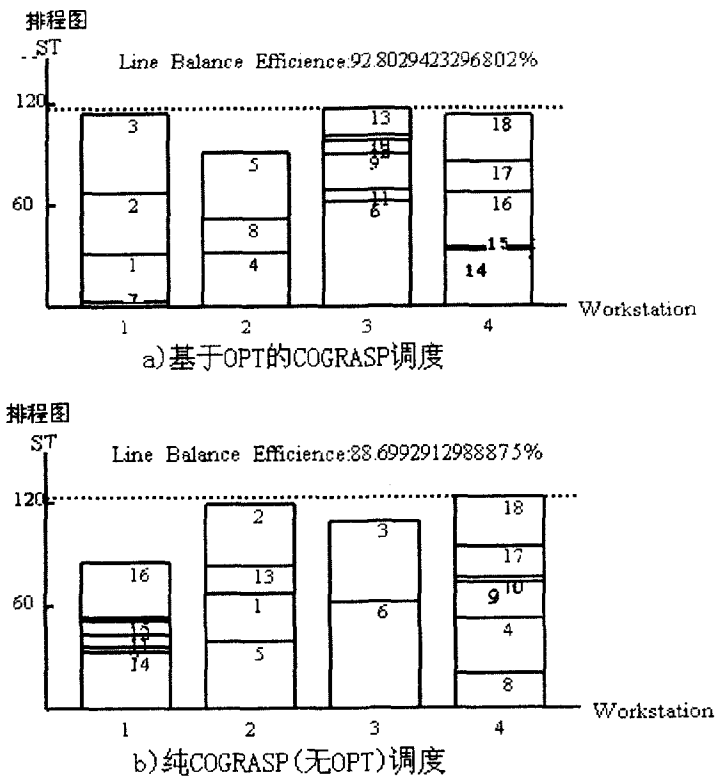 排程图
ST
Line Balance Efficience:92.8029423296802%
120
60
3
2
1
7
5
8
4
13
9
11
6
18
17
16
15
14
1 2 3 4
Workstation
a)基于OPT的COGRASP调度
排程图
ST
Line Balance Efficience:88.6992912988875%
120
60
16
14
2
13
1
5
3
6
18
17
10
9
4
8
1 2 3 4
Workstation
b)纯COGRASP(无OPT)调度